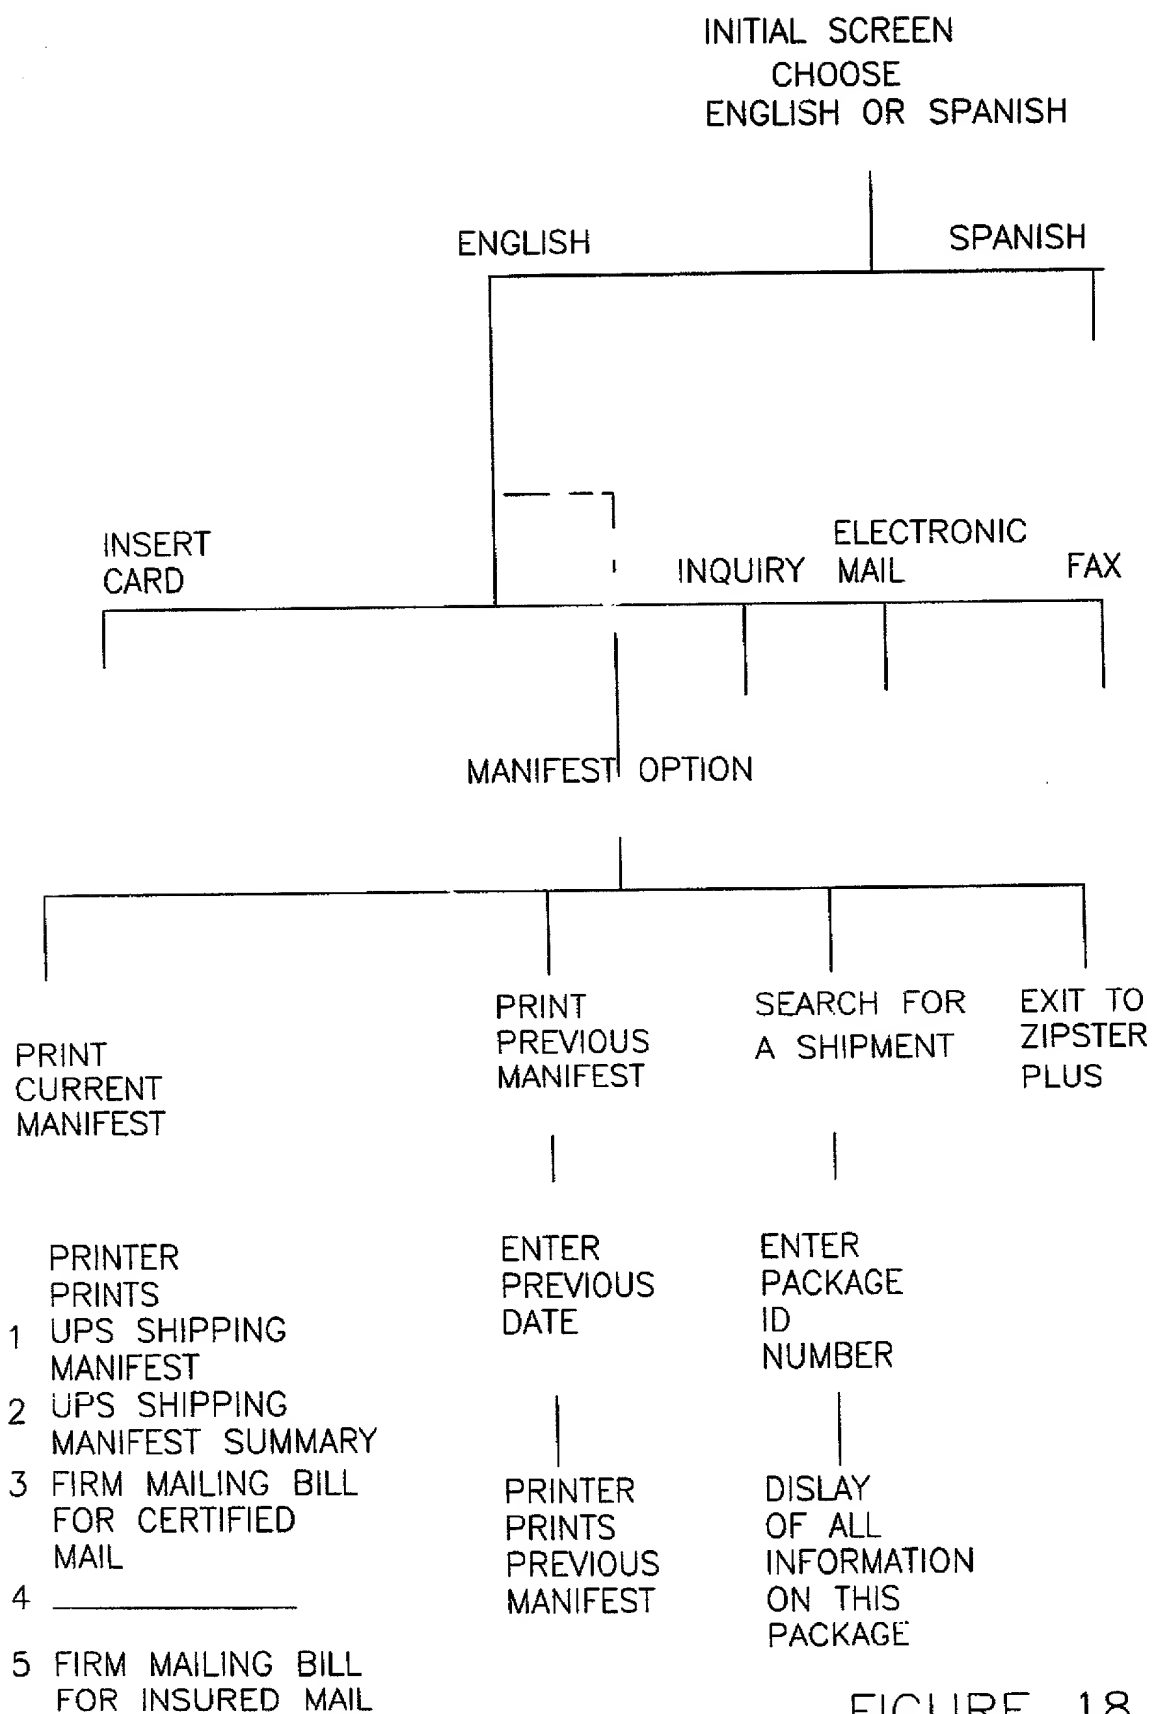 INITIAL SCREEN
CHOOSE
ENGLISH OR SPANISH
ENGLISH
SPANISH
INSERT
CARD
INQUIRY
ELECTRONIC
MAIL
FAX
MANIFEST OPTION
PRINT
CURRENT
MANIFEST
PRINT
PREVIOUS
MANIFEST
SEARCH FOR
A SHIPMENT
EXIT TO
ZIPSTER
PLUS
PRINTER
PRINTS
1 UPS SHIPPING
MANIFEST
2 UPS SHIPPING
MANIFEST SUMMARY
3 FIRM MAILING BILL
FOR CERTIFIED
MAIL
4
5 FIRM MAILING BILL
FOR INSURED MAIL
ENTER
PREVIOUS
DATE
PRINTER
PRINTS
PREVIOUS
MANIFEST
ENTER
PACKAGE
ID
NUMBER
DISLAY
OF ALL
INFORMATION
ON THIS
PACKAGE
FIGURE 18